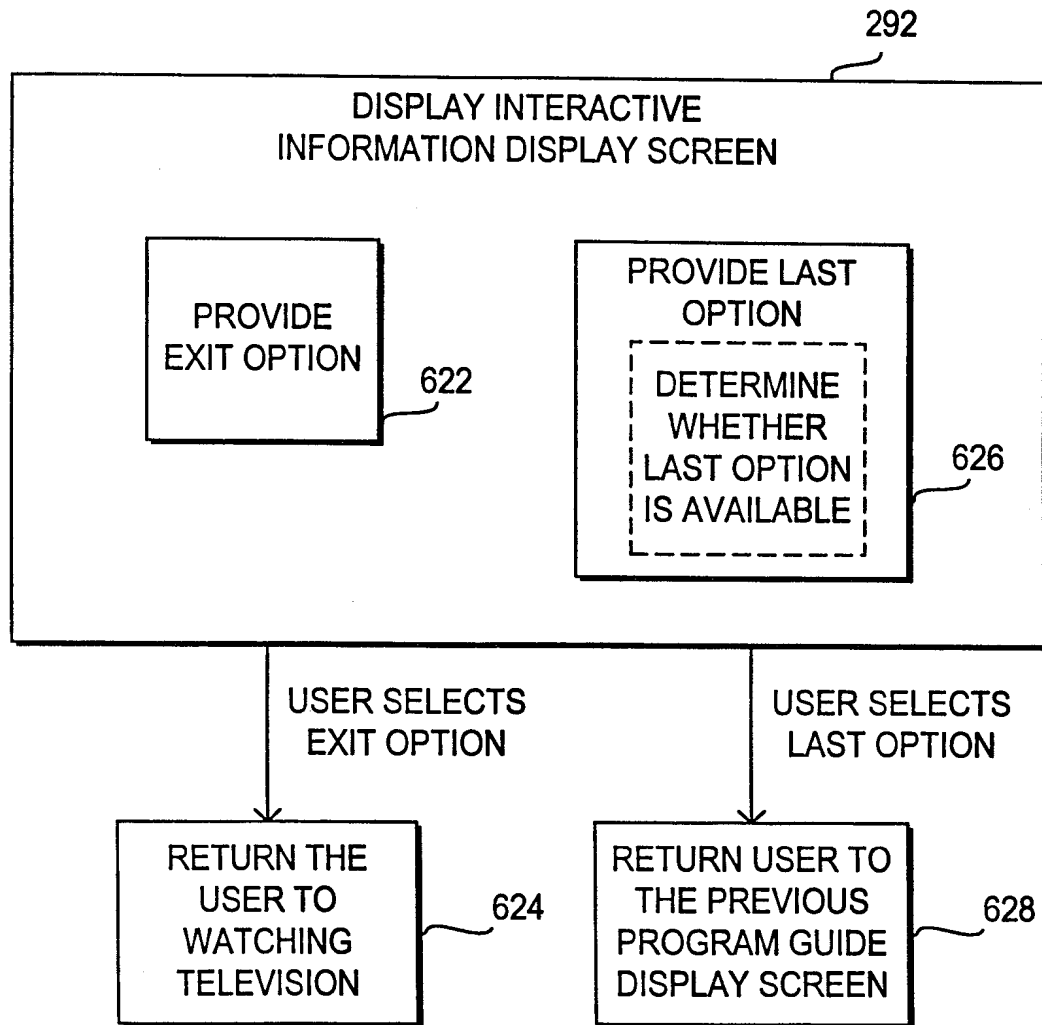 292
DISPLAY INTERACTIVE
INFORMATION DISPLAY SCREEN
PROVIDE
EXIT OPTION
622
PROVIDE LAST
OPTION
DETERMINE
WHETHER
LAST OPTION
IS AVAILABLE
626
USER SELECTS
EXIT OPTION
USER SELECTS
LAST OPTION
RETURN THE
USER TO
WATCHING
TELEVISION
624
RETURN USER TO
THE PREVIOUS
PROGRAM GUIDE
DISPLAY SCREEN
628